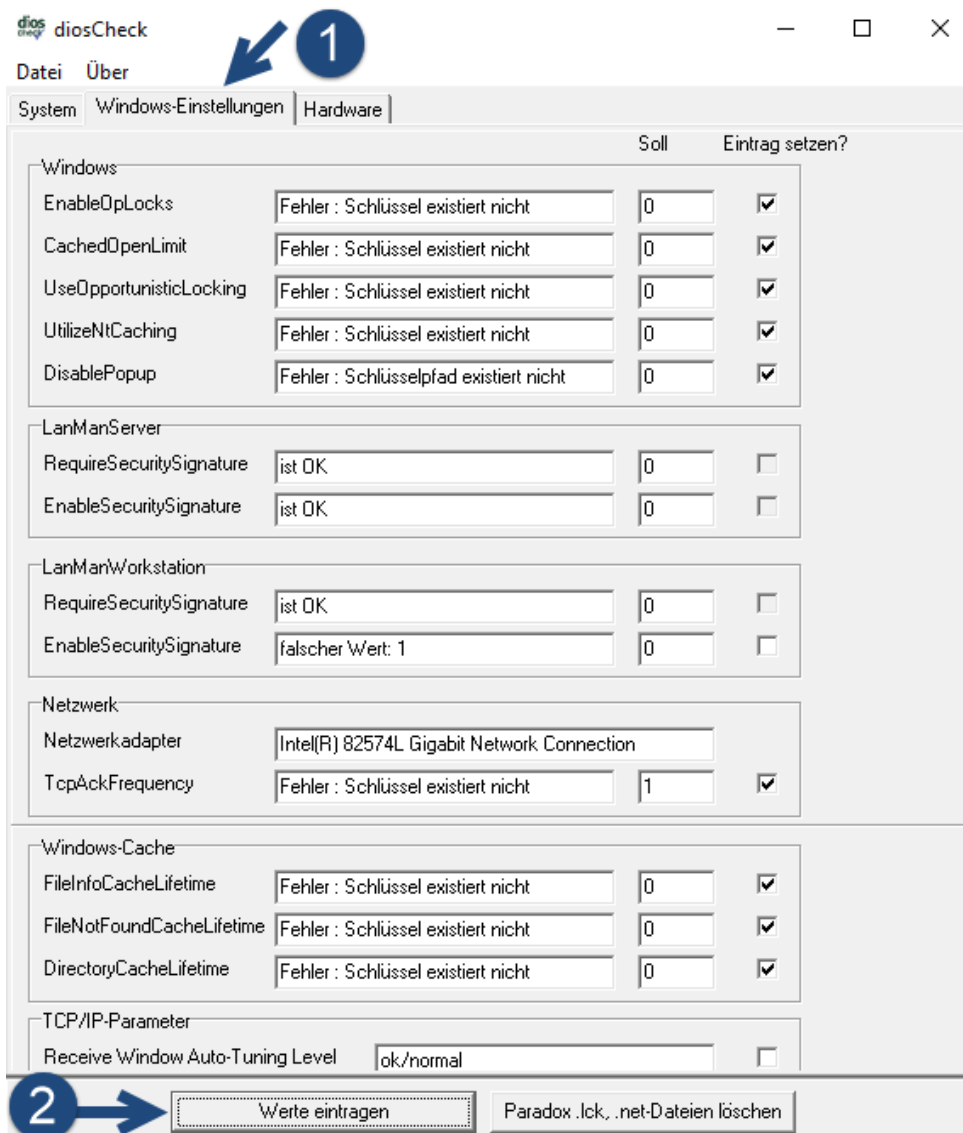 dios check diosCheck
1
Datei Über
System Windows-Einstellungen Hardware
Soll Eintrag setzen?
Windows
EnableOpLocks Fehler : Schlüssel existiert nicht 0
CachedOpenLimit Fehler : Schlüssel existiert nicht 0
UseOpportunisticLocking Fehler : Schlüssel existiert nicht 0
UtilizeNtCaching Fehler : Schlüssel existiert nicht 0
DisablePopup Fehler : Schlüsselpfad existiert nicht 0
LanManServer
RequireSecuritySignature ist OK 0
EnableSecuritySignature ist OK 0
LanManWorkstation
RequireSecuritySignature ist OK 0
EnableSecuritySignature falscher Wert: 1 0
Netzwerk
Netzwerkadapter Intel(R) 82574L Gigabit Network Connection
TcpAckFrequency Fehler : Schlüssel existiert nicht 1
Windows-Cache
FileInfoCacheLifetime Fehler : Schlüssel existiert nicht 0
FileNotFoundCacheLifetime Fehler : Schlüssel existiert nicht 0
DirectoryCacheLifetime Fehler : Schlüssel existiert nicht 0
TCP/IP-Parameter
Receive Window Auto-Tuning Level ok/normal
2 Werte eintragen Paradox .lck, .net-Dateien löschen